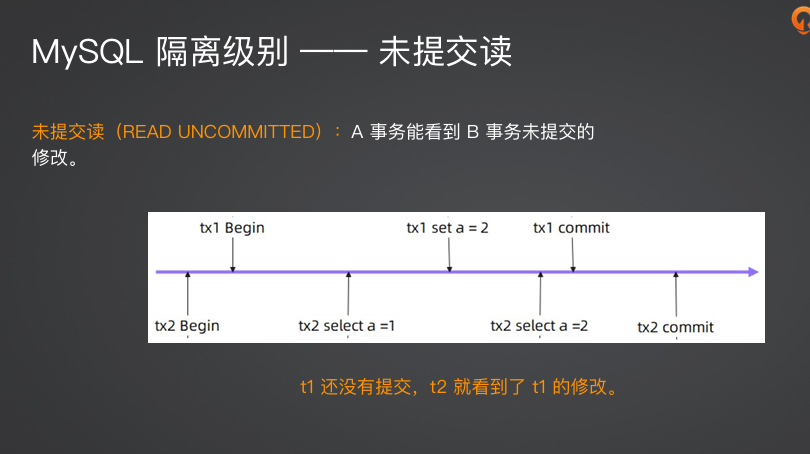 MySQL 隔离级别 —— 未提交读
未提交读（READ UNCOMMITTED）：A 事务能看到 B 事务未提交的
修改。
tx1 Begin tx1 set a = 2 tx1 commit
tx2 Begin tx2 select a =1 tx2 select a =2 tx2 commit
t1 还没有提交，t2 就看到了 t1 的修改。